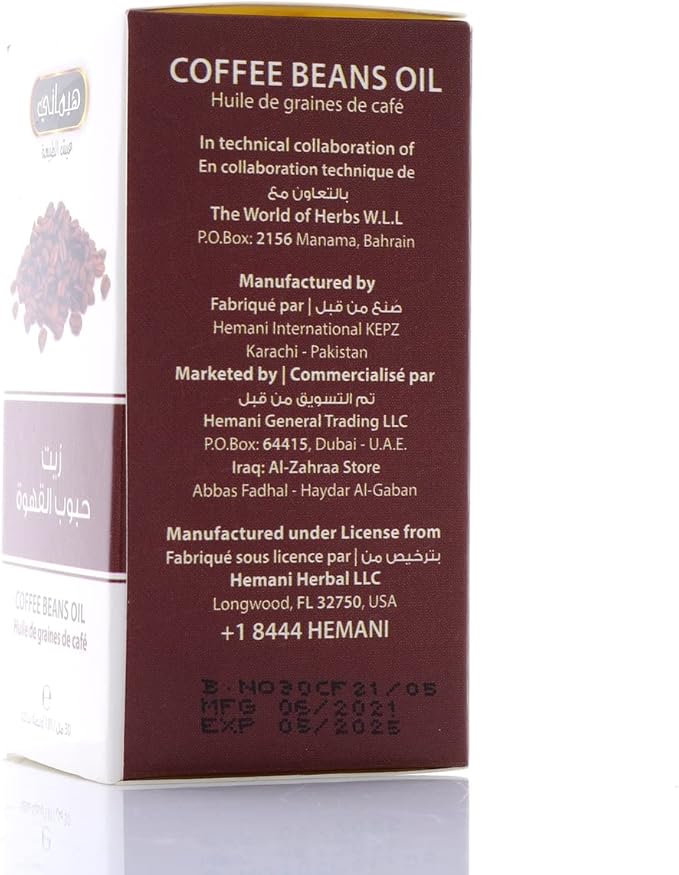 COFFEE BEANS OIL
Huile de graines de café
In technical collaboration of
En collaboration technique de
بالتعاون مع
The World of Herbs W.L.L
P.O.Box: 2156 Manama, Bahrain
Manufactured by
Fabriqué par | صُنع من قبل
Hemani International KEPZ
Karachi - Pakistan
Marketed by | Commercialisé par
تم التسويق من قبل
Hemani General Trading LLC
P.O.Box: 64415, Dubai - U.A.E.
Iraq: Al-Zahraa Store
Abbas Fadhal - Haydar Al-Gaban
Manufactured under License from
Fabriqué sous licence par | بترخيص من
Hemani Herbal LLC
Longwood, FL 32750, USA
+1 8444 HEMANI
B.NO30CF21/05
MFG 06/2021
EXP 05/2025
هيماني
زيت
حبوب القهوة
COFFEE BEANS OIL
Huile de graines de café
30 مل